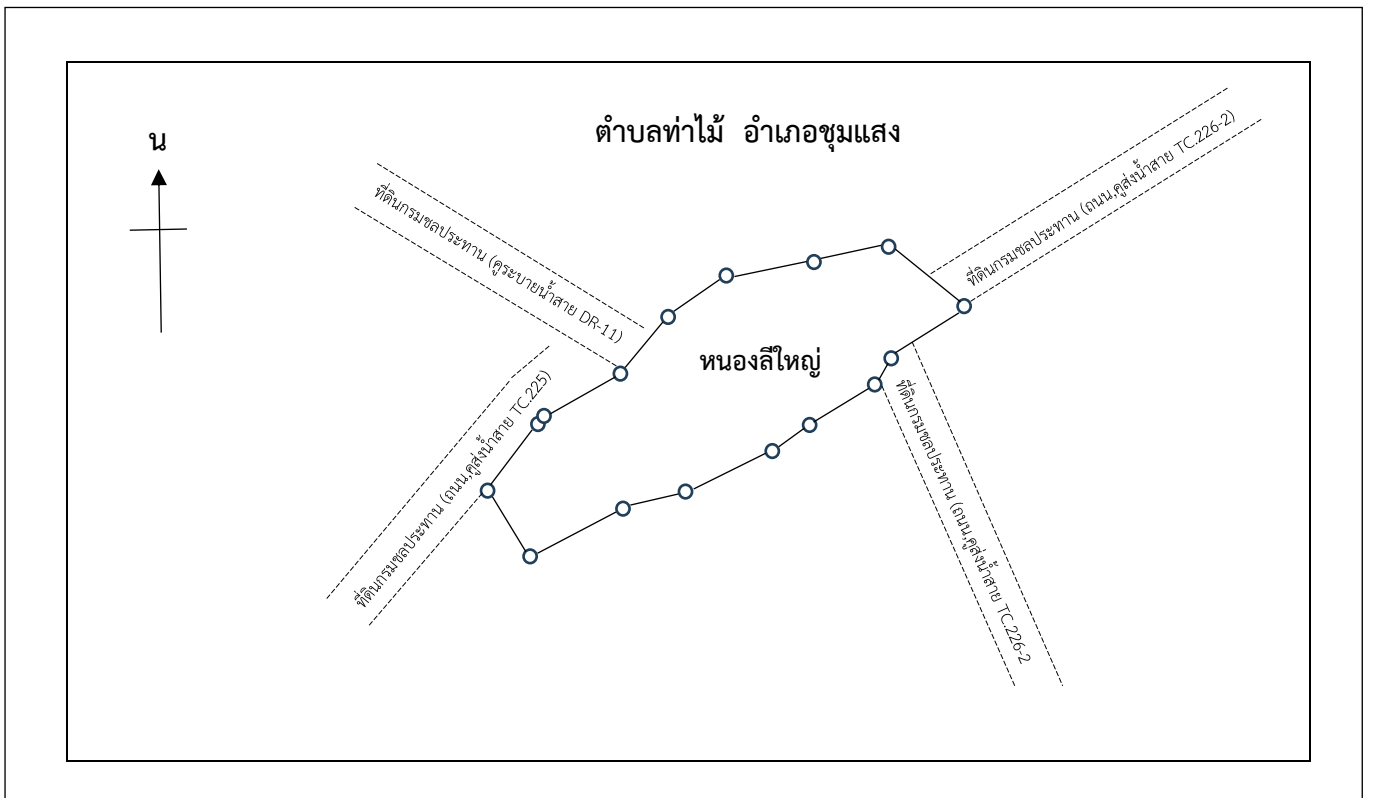 ตำบลท่าไม้ อำเภอชุมแสง
น
ที่ดินกรมชลประทาน (คูระบายน้ำสาย DR-11)
ที่ดินกรมชลประทาน (ถนน,คูส่งน้ำสาย TC.226-2)
หนองลีใหญ่
ที่ดินกรมชลประทาน (ถนน,คูส่งน้ำสาย TC.225)
ที่ดินกรมชลประทาน (ถนน,คูส่งน้ำสาย TC.226-2